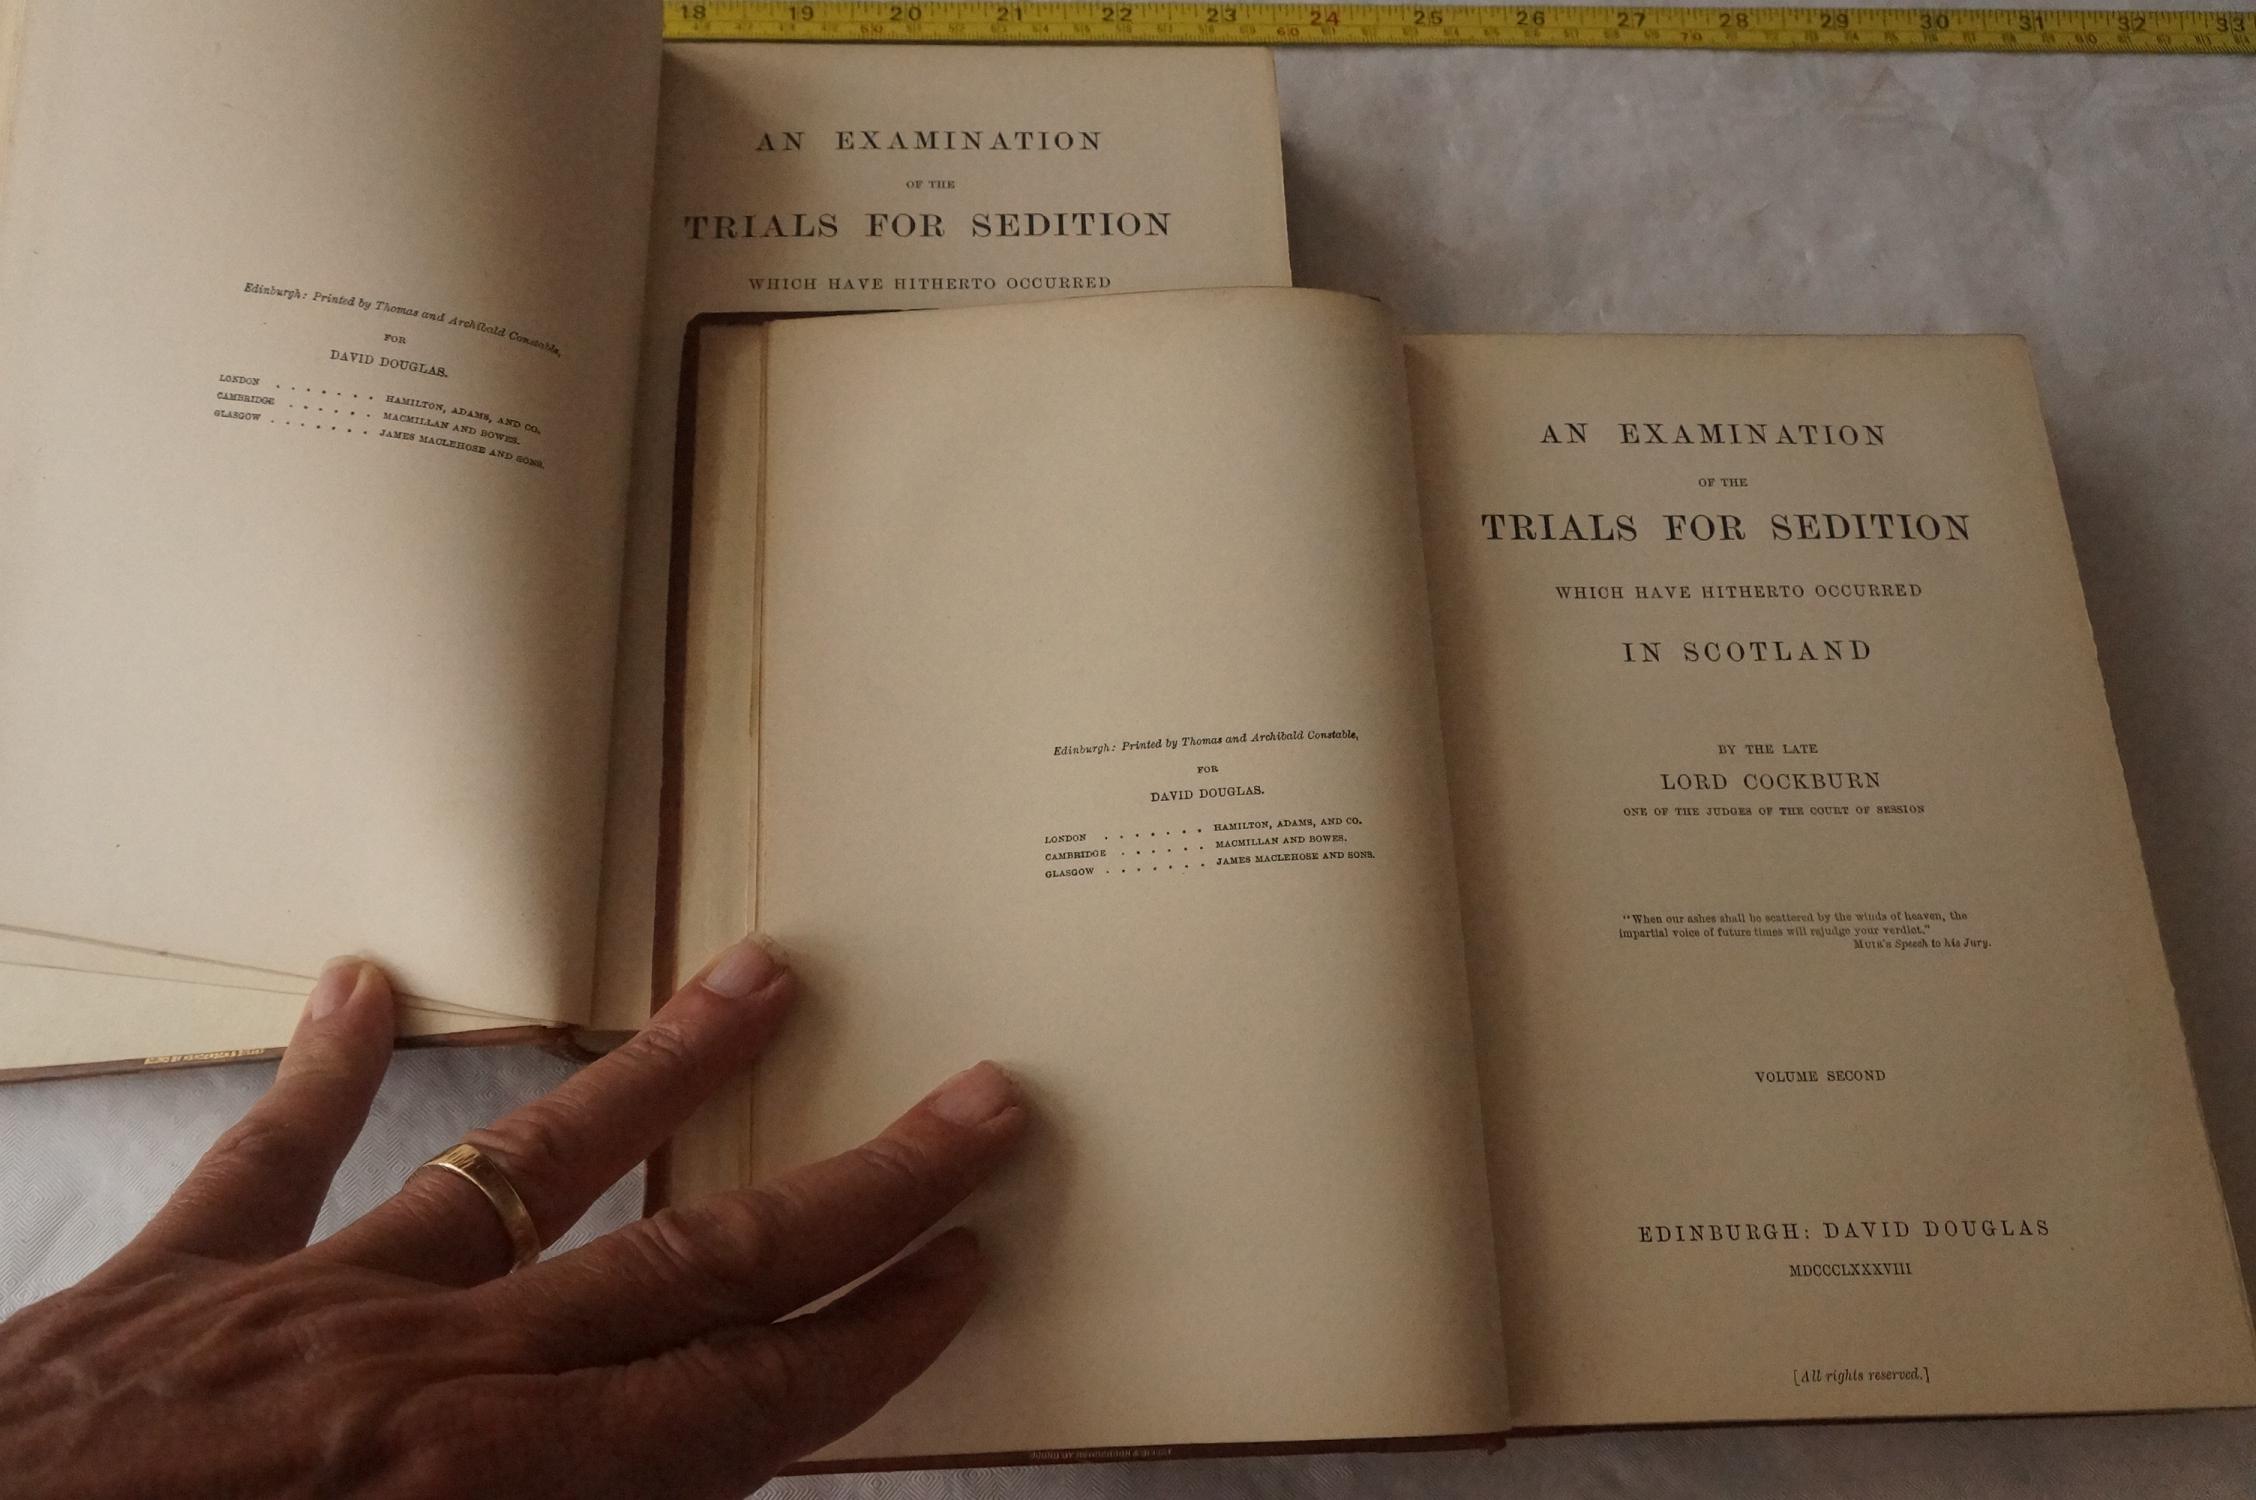 18 19 20 21 22 23 24 25 26 27 28 29 30 31 32 33
50 60 70 80
AN EXAMINATION
OF THE
TRIALS FOR SEDITION
WHICH HAVE HITHERTO OCCURRED
Edinburgh: Printed by Thomas and Archibald Constable,
FOR
DAVID DOUGLAS.
LONDON . . . . . . . HAMILTON, ADAMS, AND CO.
CAMBRIDGE . . . . . . MACMILLAN AND BOWES.
GLASGOW . . . . . . . JAMES MACLEHOSE AND SONS.
Edinburgh: Printed by Thomas and Archibald Constable,
FOR
DAVID DOUGLAS.
LONDON . . . . . . . HAMILTON, ADAMS, AND CO.
CAMBRIDGE . . . . . . MACMILLAN AND BOWES.
GLASGOW . . . . . . . JAMES MACLEHOSE AND SONS.
AN EXAMINATION
OF THE
TRIALS FOR SEDITION
WHICH HAVE HITHERTO OCCURRED
IN SCOTLAND
BY THE LATE
LORD COCKBURN
ONE OF THE JUDGES OF THE COURT OF SESSION
"When our ashes shall be scattered by the winds of heaven, the
impartial voice of future times will rejudge your verdict."
MUIR's Speech to his Jury.
VOLUME SECOND
EDINBURGH: DAVID DOUGLAS
MDCCCLXXXVIII
[All rights reserved.]